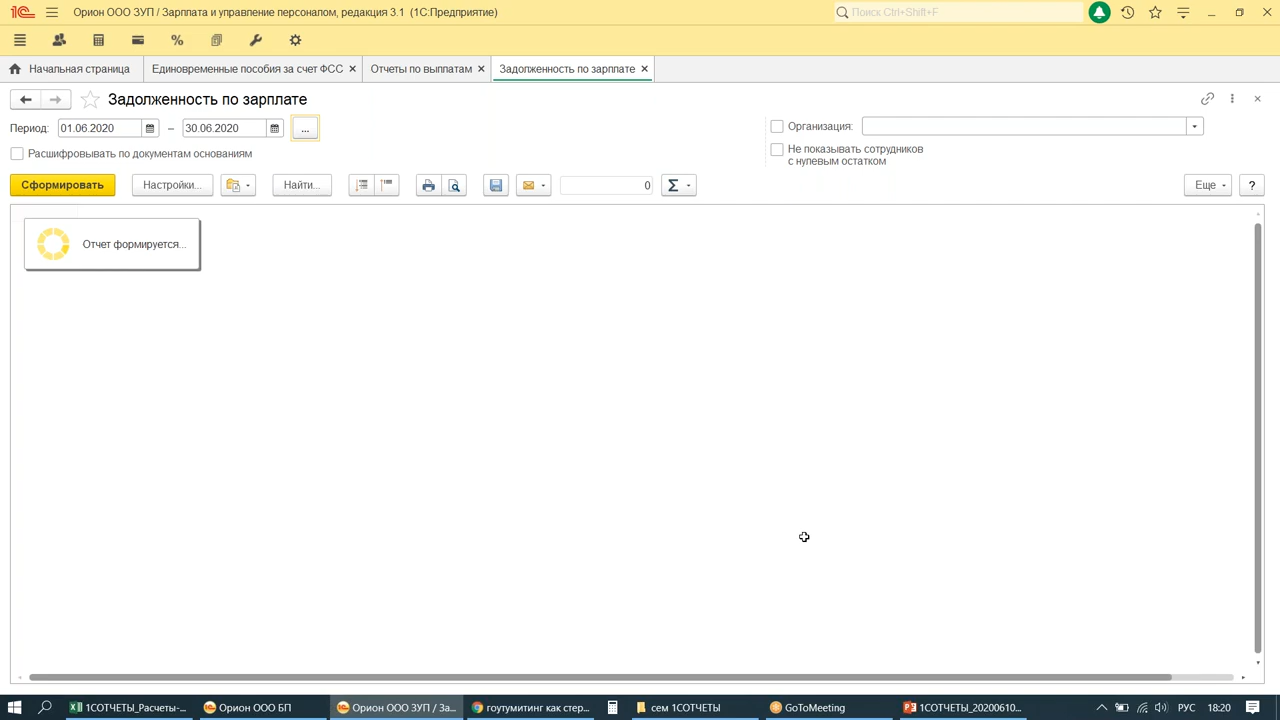 Орион ООО ЗУП / Зарплата и управление персоналом, редакция 3.1 (1С:Предприятие)
Поиск Ctrl+Shift+F
Начальная страница
Единовременные пособия за счет ФСС
Отчеты по выплатам
Задолженность по зарплате
Задолженность по зарплате
Период: 01.06.2020 – 30.06.2020 ...
Организация:
Расшифровывать по документам основаниям
Не показывать сотрудников
с нулевым остатком
Сформировать
Настройки...
Найти...
0
Σ
Еще
?
Отчет формируется...
1СОТЧЕТЫ_Расчеты-...
Орион ООО БП
Орион ООО ЗУП / За...
гоутумитинг как стер...
сем 1СОТЧЕТЫ
GoToMeeting
1СОТЧЕТЫ_20200610...
РУС
18:20